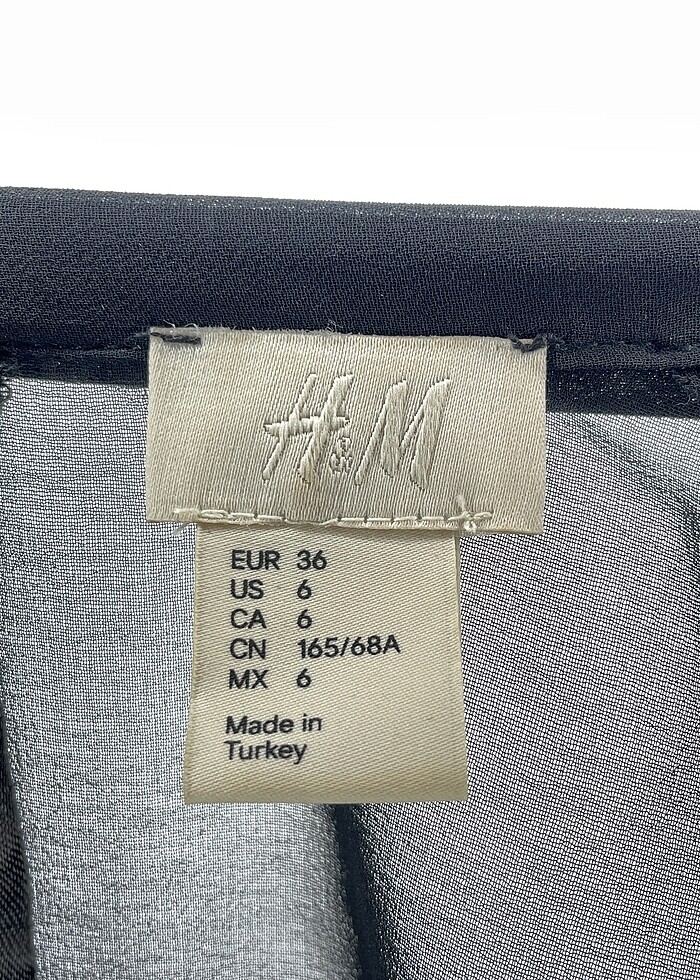 H&M
EUR 36
US 6
CA 6
CN 165/68A
MX 6
Made in
Turkey